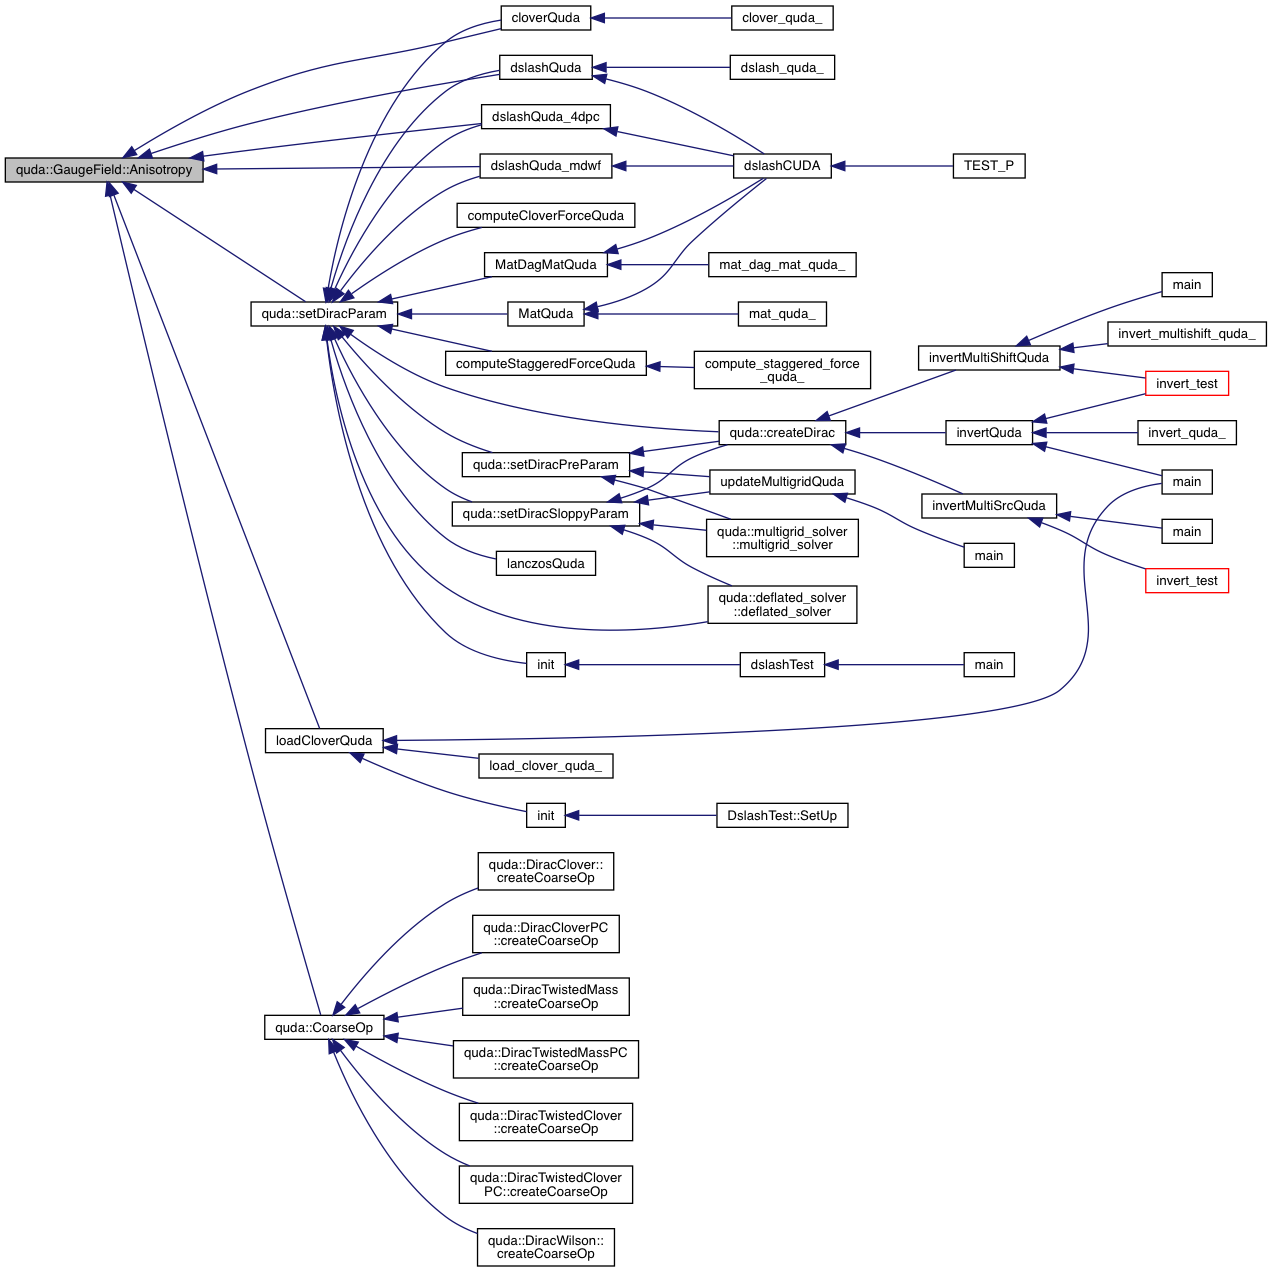 cloverQuda
clover_quda_
dslashQuda
dslash_quda_
dslashQuda_4dpc
quda::GaugeField::Anisotropy
dslashQuda_mdwf
dslashCUDA
TEST_P
computeCloverForceQuda
MatDagMatQuda
mat_dag_mat_quda_
main
quda::setDiracParam
MatQuda
mat_quda_
invert_multishift_quda_
invertMultiShiftQuda
computeStaggeredForceQuda
compute_staggered_force
_quda_
invert_test
quda::createDirac
invertQuda
invert_quda_
quda::setDiracPreParam
updateMultigridQuda
main
quda::setDiracSloppyParam
invertMultiSrcQuda
quda::multigrid_solver
::multigrid_solver
main
lanczosQuda
main
invert_test
quda::deflated_solver
::deflated_solver
init
dslashTest
main
loadCloverQuda
load_clover_quda_
init
DslashTest::SetUp
quda::DiracClover::
createCoarseOp
quda::DiracCloverPC
::createCoarseOp
quda::DiracTwistedMass
::createCoarseOp
quda::CoarseOp
quda::DiracTwistedMassPC
::createCoarseOp
quda::DiracTwistedClover
::createCoarseOp
quda::DiracTwistedClover
PC::createCoarseOp
quda::DiracWilson::
createCoarseOp